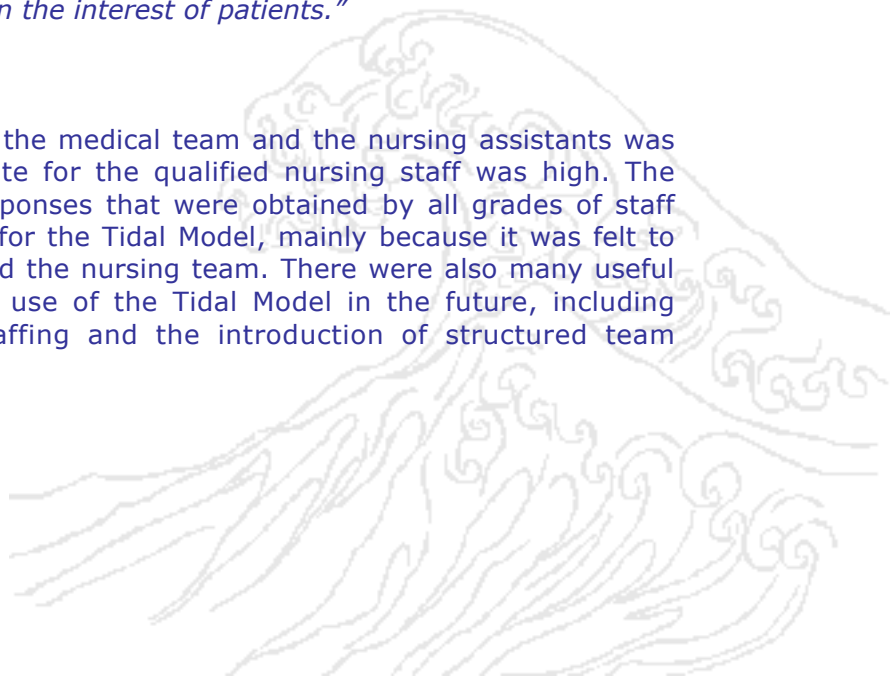 n the interest of patients.”
the medical team and the nursing assistants was
te for the qualified nursing staff was high. The
ponses that were obtained by all grades of staff
for the Tidal Model, mainly because it was felt to
d the nursing team. There were also many useful
use of the Tidal Model in the future, including
affing and the introduction of structured team